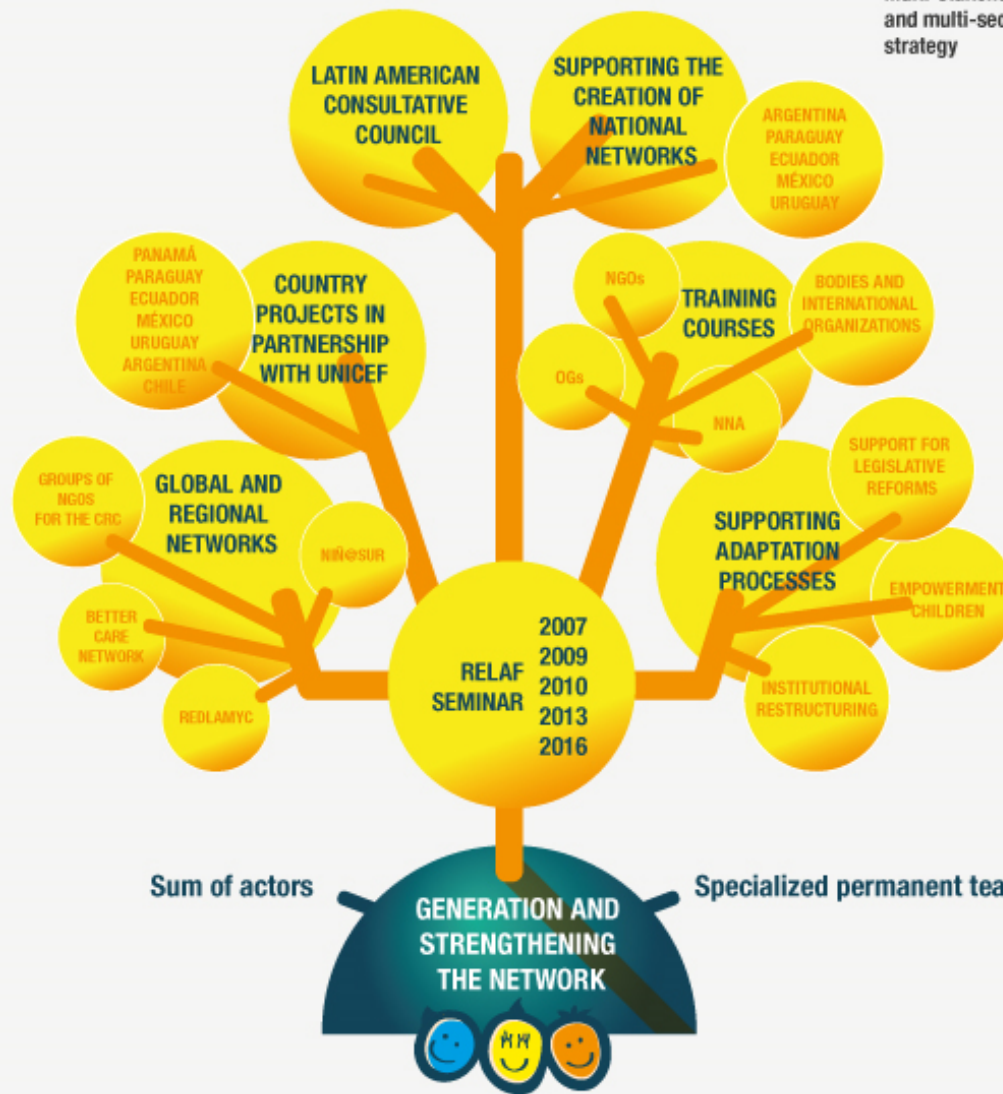 and multi-sec
strategy
LATIN AMERICAN
CONSULTATIVE
COUNCIL
SUPPORTING THE
CREATION OF
NATIONAL
NETWORKS
ARGENTINA
PARAGUAY
ECUADOR
MÉXICO
URUGUAY
PANAMÁ
PARAGUAY
ECUADOR
MÉXICO
URUGUAY
ARGENTINA
CHILE
COUNTRY
PROJECTS IN
PARTNERSHIP
WITH UNICEF
NGOs
TRAINING
COURSES
BODIES AND
INTERNATIONAL
ORGANIZATIONS
OGs
NNA
GROUPS OF
NGOS
FOR THE CRC
GLOBAL AND
REGIONAL
NETWORKS
NIÑ@SUR
BETTER
CARE
NETWORK
REDLAMYC
SUPPORT FOR
LEGISLATIVE
REFORMS
SUPPORTING
ADAPTATION
PROCESSES
EMPOWERMENT
CHILDREN
INSTITUTIONAL
RESTRUCTURING
RELAF
SEMINAR
2007
2009
2010
2013
2016
Sum of actors
Specialized permanent tea
GENERATION AND
STRENGTHENING
THE NETWORK